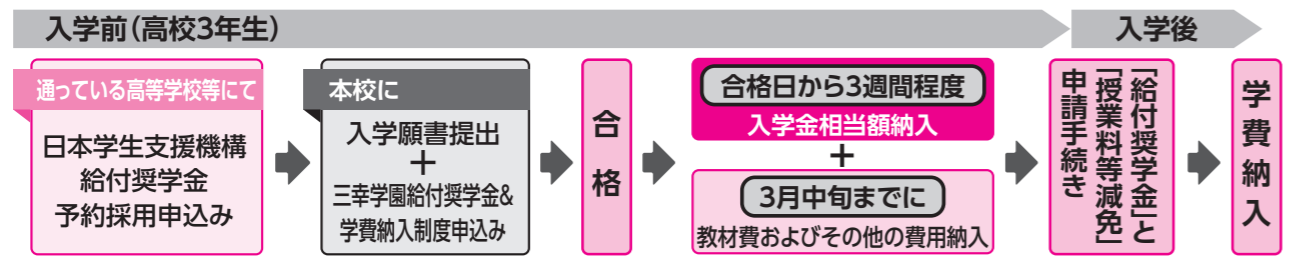 入学前(高校3年生)
入学後
通っている高等学校等にて
日本学生支援機構
給付奨学金
予約採用申込み
本校に
入学願書提出
+
三幸学園給付奨学金&
学費納入制度申込み
合格
合格日から3週間程度
入学金相当額納入
+
3月中旬までに
教材費およびその他の費用納入
「給付奨学金」と
「授業料等減免」
申請手続き
学費納入